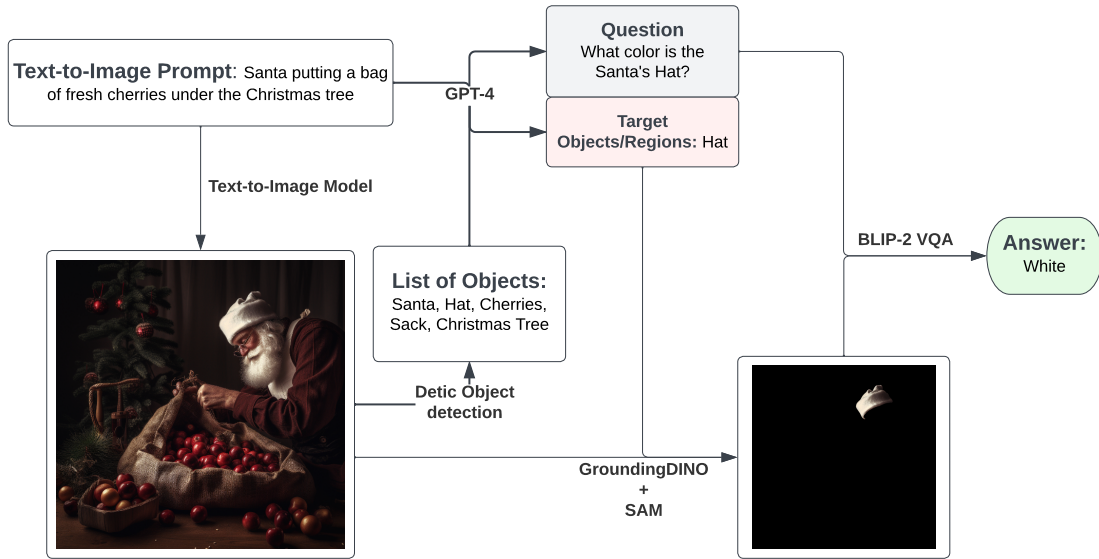 Text-to-Image Prompt: Santa putting a bag
of fresh cherries under the Christmas tree
Question
What color is the
Santa's Hat?
GPT-4
Target
Objects/Regions: Hat
Text-to-Image Model
List of Objects:
Santa, Hat, Cherries,
Sack, Christmas Tree
BLIP-2 VQA
Answer:
White
Detic Object
detection
GroundingDINO
+
SAM